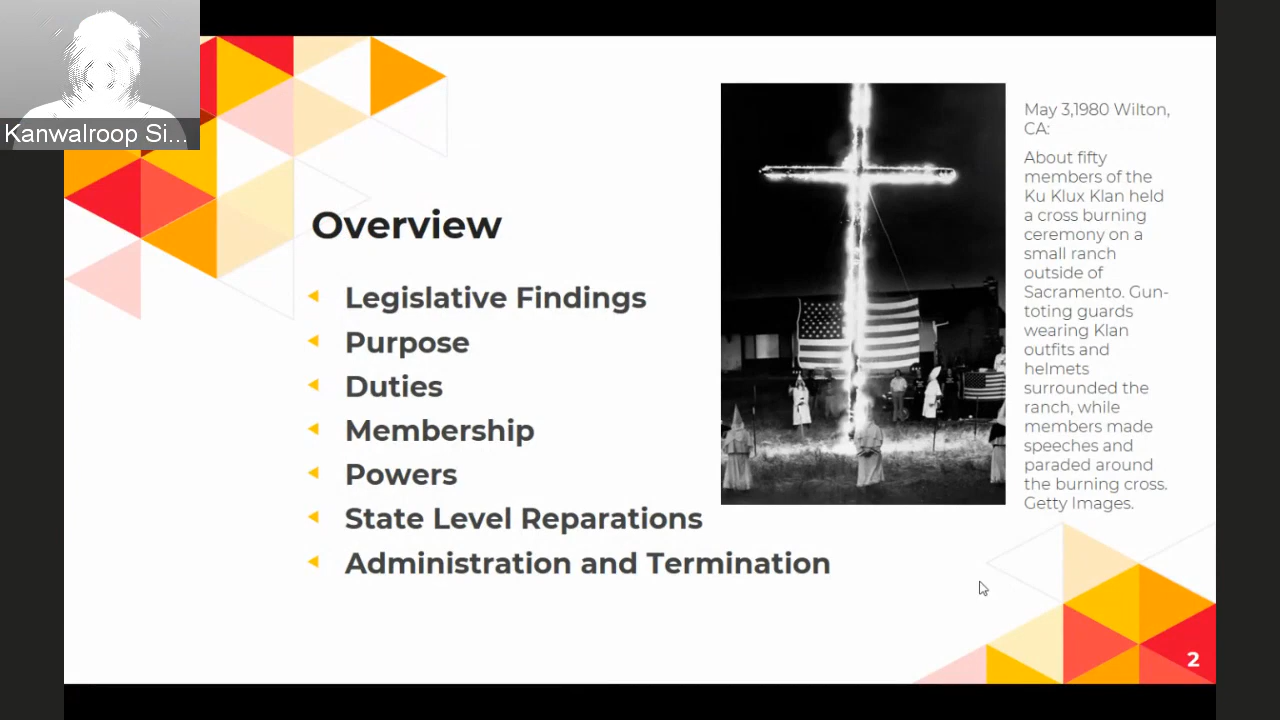 Kanwalroop Si...
Overview
Legislative Findings
Purpose
Duties
Membership
Powers
State Level Reparations
Administration and Termination
May 3,1980 Wilton,
CA:
About fifty
members of the
Ku Klux Klan held
a cross burning
ceremony on a
small ranch
outside of
Sacramento. Gun-
toting guards
wearing Klan
outfits and
helmets
surrounded the
ranch, while
members made
speeches and
paraded around
the burning cross.
Getty Images.
2